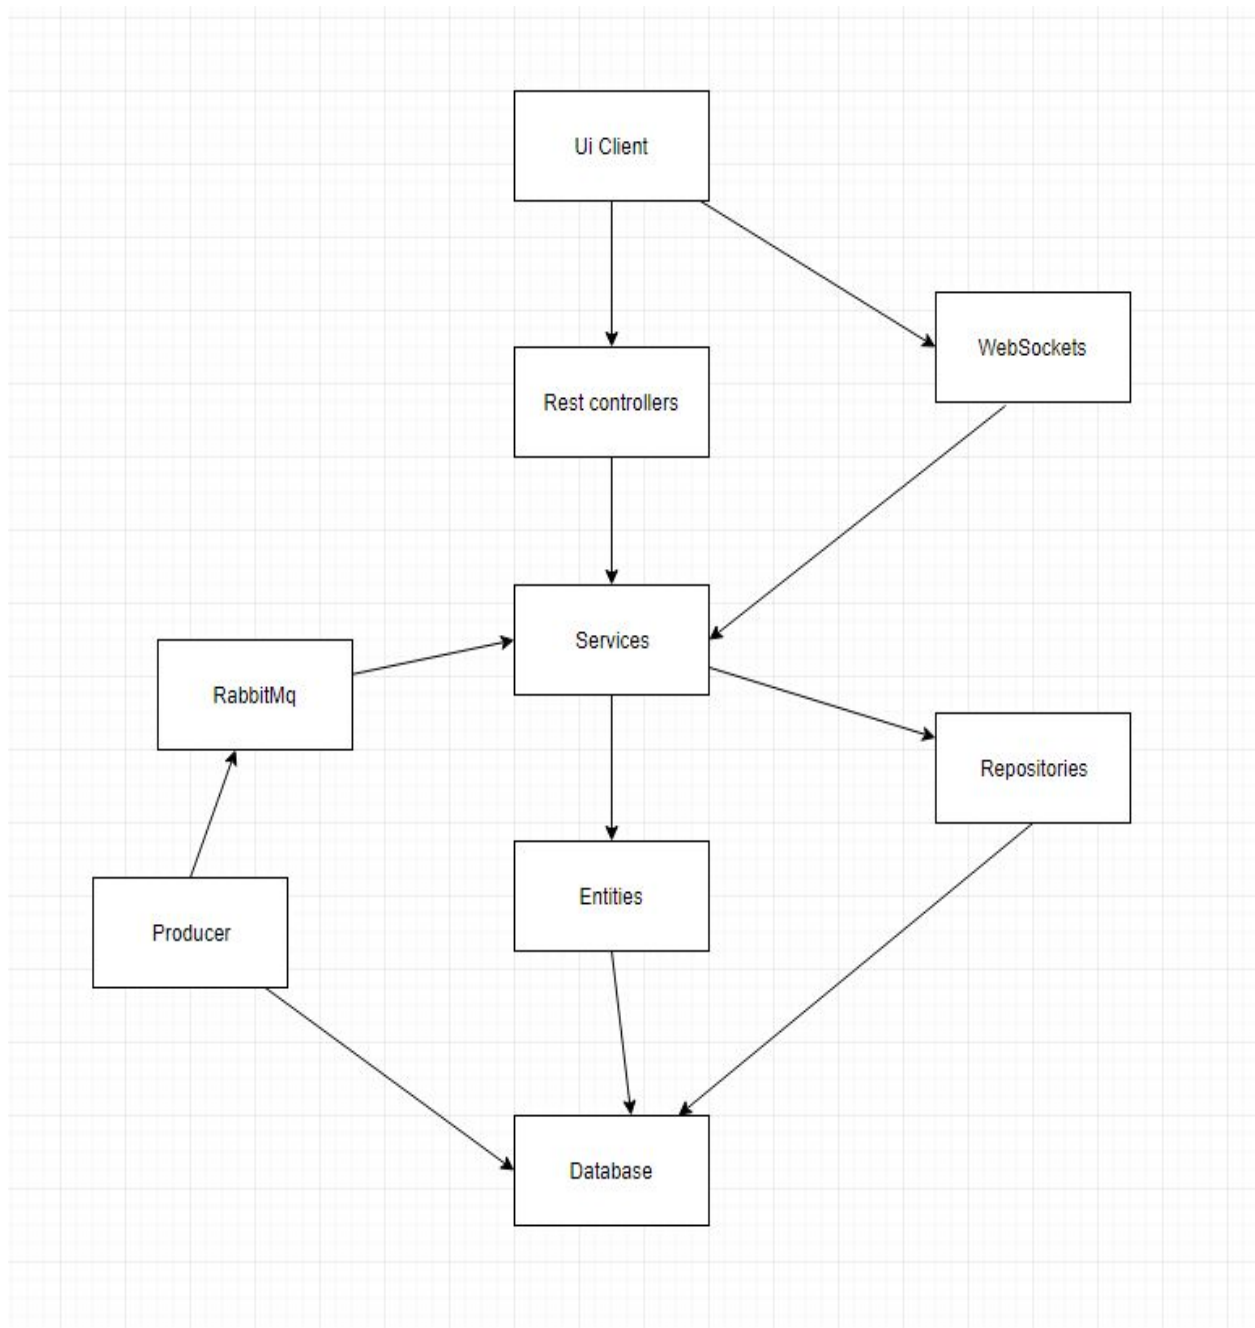 Ui Client
WebSockets
Rest controllers
Services
RabbitMq
Repositories
Entities
Producer
Database